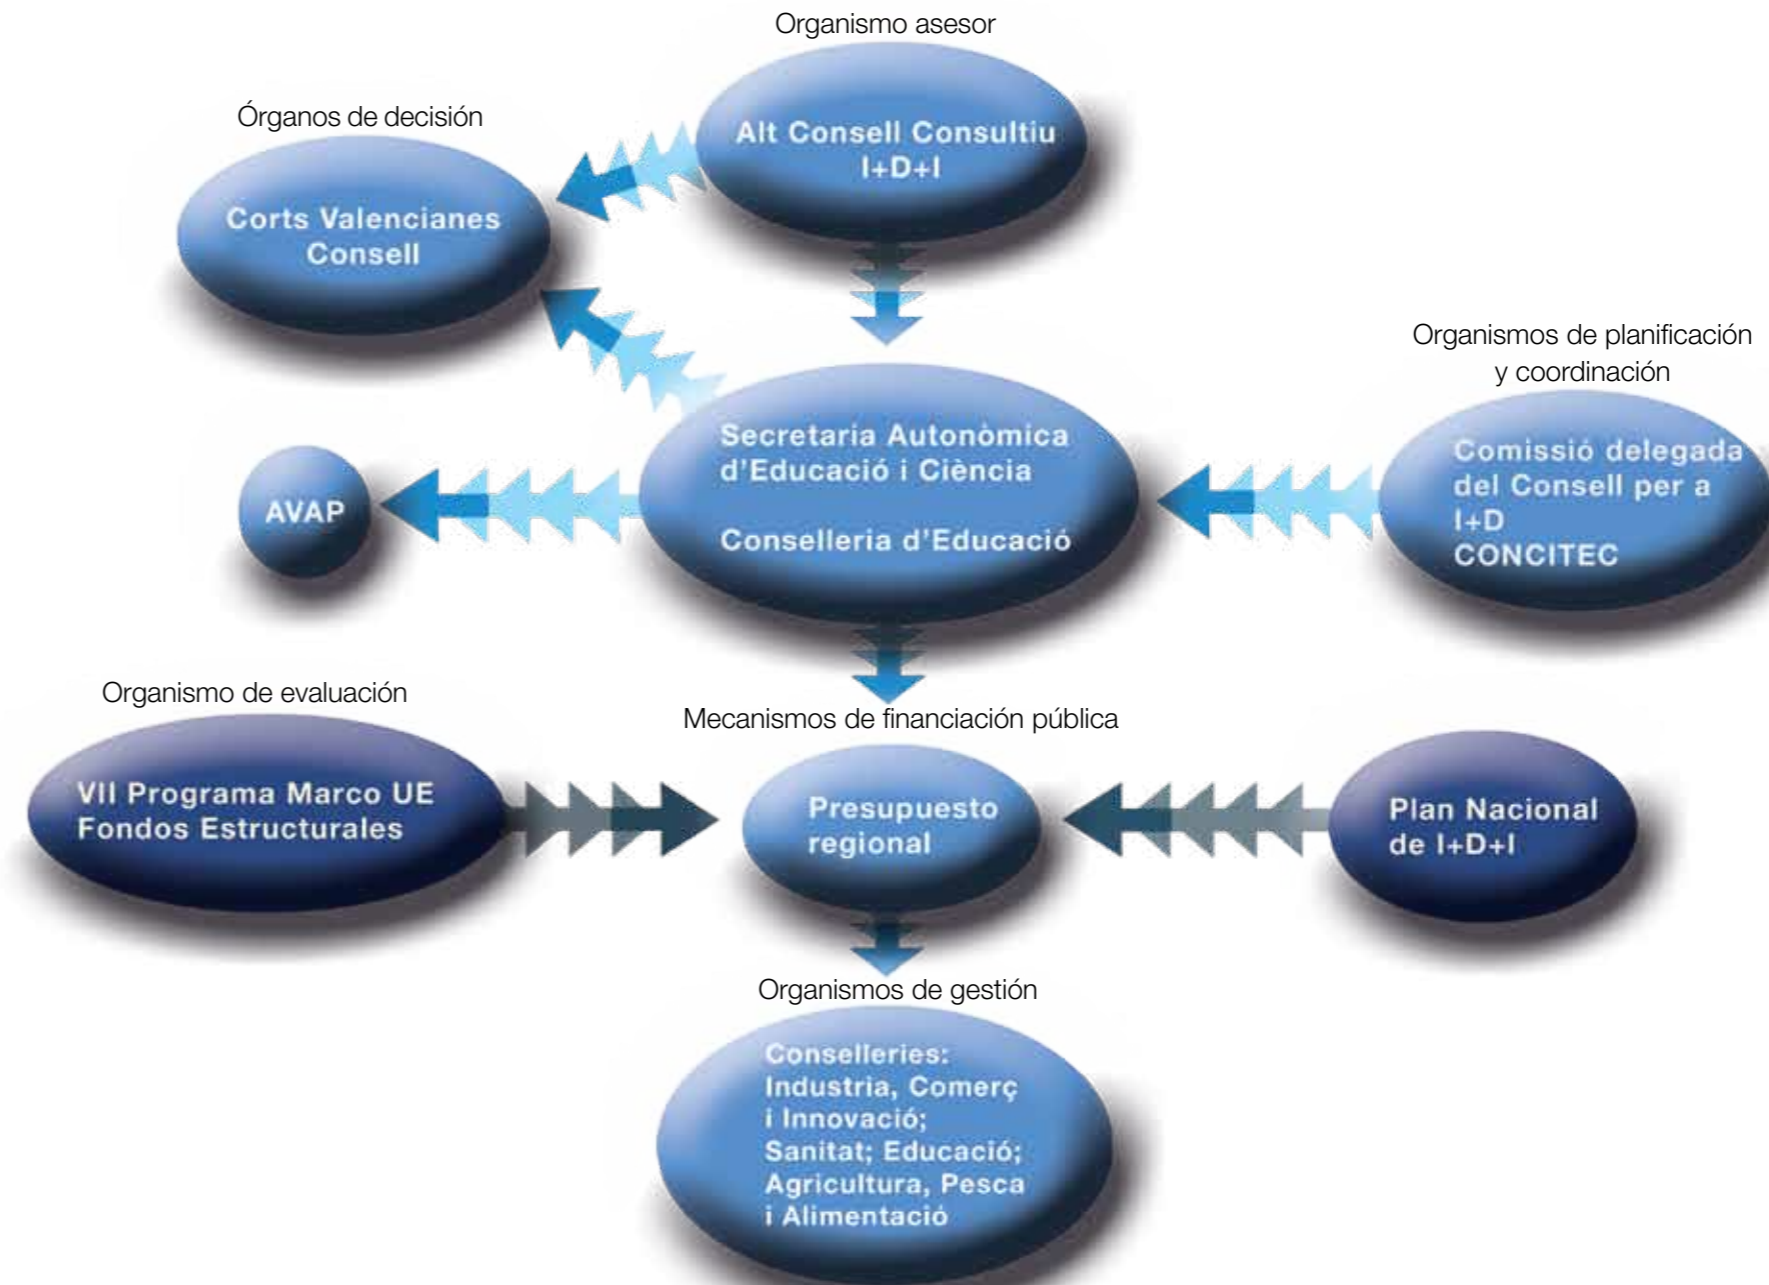 Organismo asesor
Alt Consell Consultiu
I+D+I
Órganos de decisión
Corts Valencianes
Consell
Organismos de planificación
y coordinación
Comissió delegada
del Consell per a
I+D
CONCITEC
Secretaria Autonòmica
d'Educació i Ciència
Conselleria d'Educació
AVAP
Organismo de evaluación
VII Programa Marco UE
Fondos Estructurales
Mecanismos de financiación pública
Presupuesto
regional
Plan Nacional
de I+D+I
Organismos de gestión
Conselleries:
Industria, Comerç
i Innovació;
Sanitat; Educació;
Agricultura, Pesca
i Alimentació